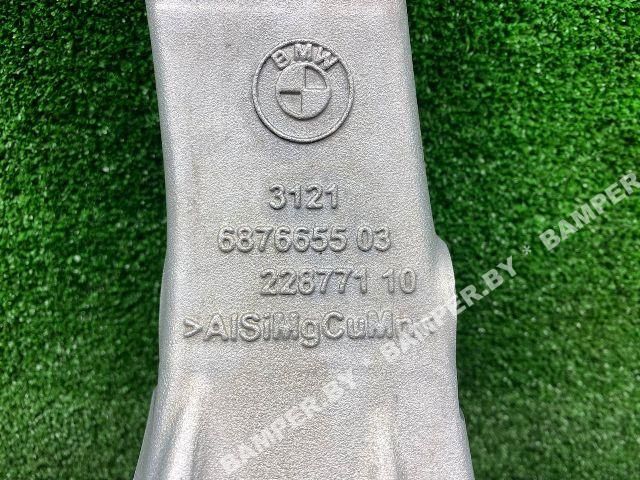 BMW
3121
6876655 03
228771 10
>AlSiMgCuMn
BAMPER.BY - BAMPER.BY - BAMPER.BY